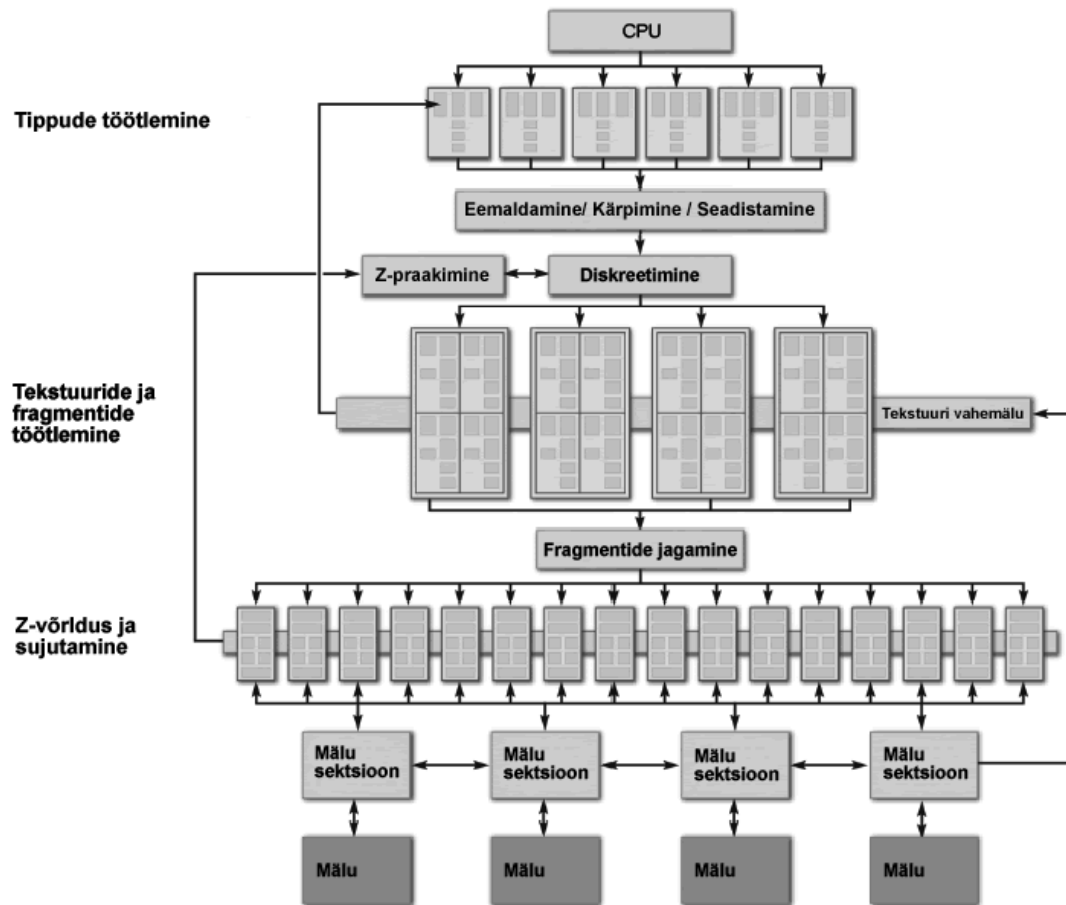 CPU
Tippude töötlemine
Eemaldamine/ Kärpimine / Seadistamine
Z-praakimine
Diskreetimine
Tekstuuride ja
fragmentide
töötlemine
Tekstuuri vahemälu
Fragmentide jagamine
Z-võrldus ja
sujutamine
Mälu
sektsioon
Mälu
sektsioon
Mälu
sektsioon
Mälu
sektsioon
Mälu
Mälu
Mälu
Mälu